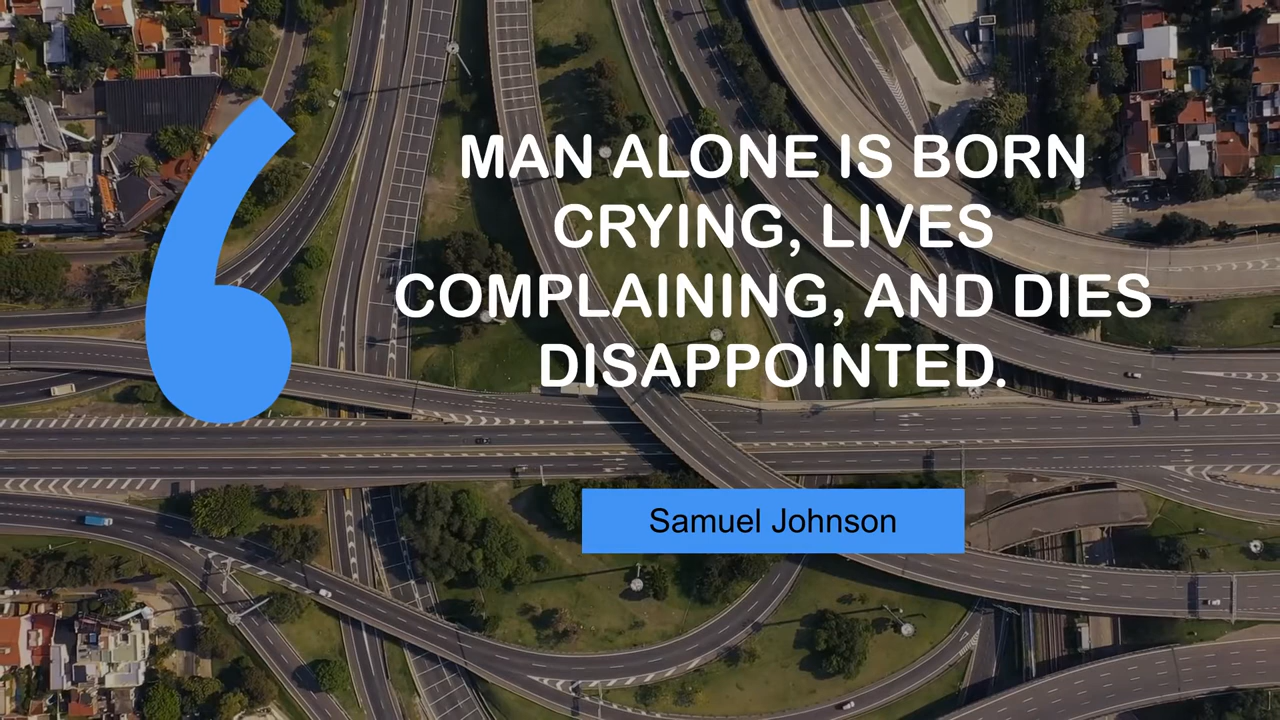 MAN ALONE IS BORN
CRYING, LIVES
COMPLAINING, AND DIES
DISAPPOINTED.
Samuel Johnson